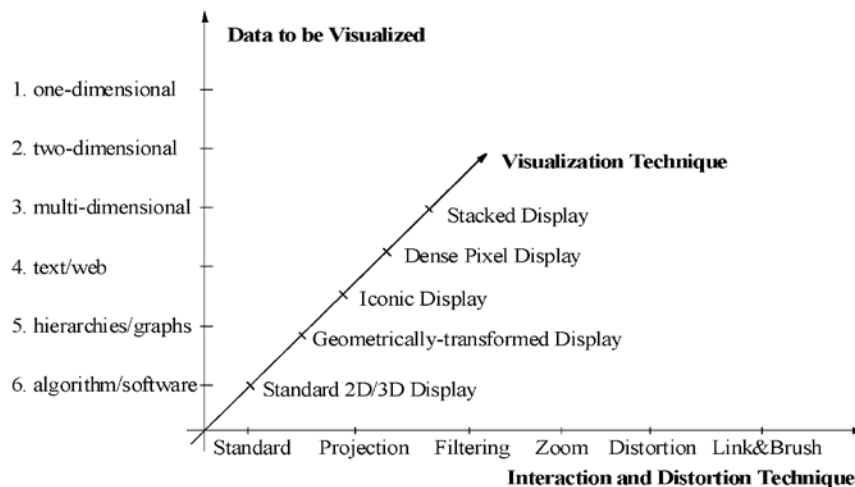 Data to be Visualized
1. one-dimensional
2. two-dimensional
Visualization Technique
3. multi-dimensional
Stacked Display
Dense Pixel Display
4. text/web
Iconic Display
5. hierarchies/graphs
Geometrically-transformed Display
6. algorithm/software
Standard 2D/3D Display
Standard Projection Filtering Zoom Distortion Link&Brush
Interaction and Distortion Technique